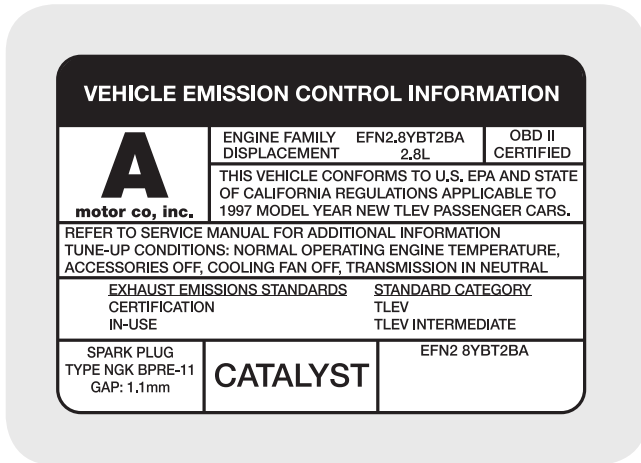 VEHICLE EMISSION CONTROL INFORMATION
A
motor co, inc.
ENGINE FAMILY EFN2.8YBT2BA
DISPLACEMENT 2.8L
OBD II
CERTIFIED
THIS VEHICLE CONFORMS TO U.S. EPA AND STATE
OF CALIFORNIA REGULATIONS APPLICABLE TO
1997 MODEL YEAR NEW TLEV PASSENGER CARS.
REFER TO SERVICE MANUAL FOR ADDITIONAL INFORMATION
TUNE-UP CONDITIONS: NORMAL OPERATING ENGINE TEMPERATURE,
ACCESSORIES OFF, COOLING FAN OFF, TRANSMISSION IN NEUTRAL
EXHAUST EMISSIONS STANDARDS STANDARD CATEGORY
CERTIFICATION TLEV
IN-USE TLEV INTERMEDIATE
SPARK PLUG
TYPE NGK BPRE-11
GAP: 1.1mm
CATALYST
EFN2 8YBT2BA